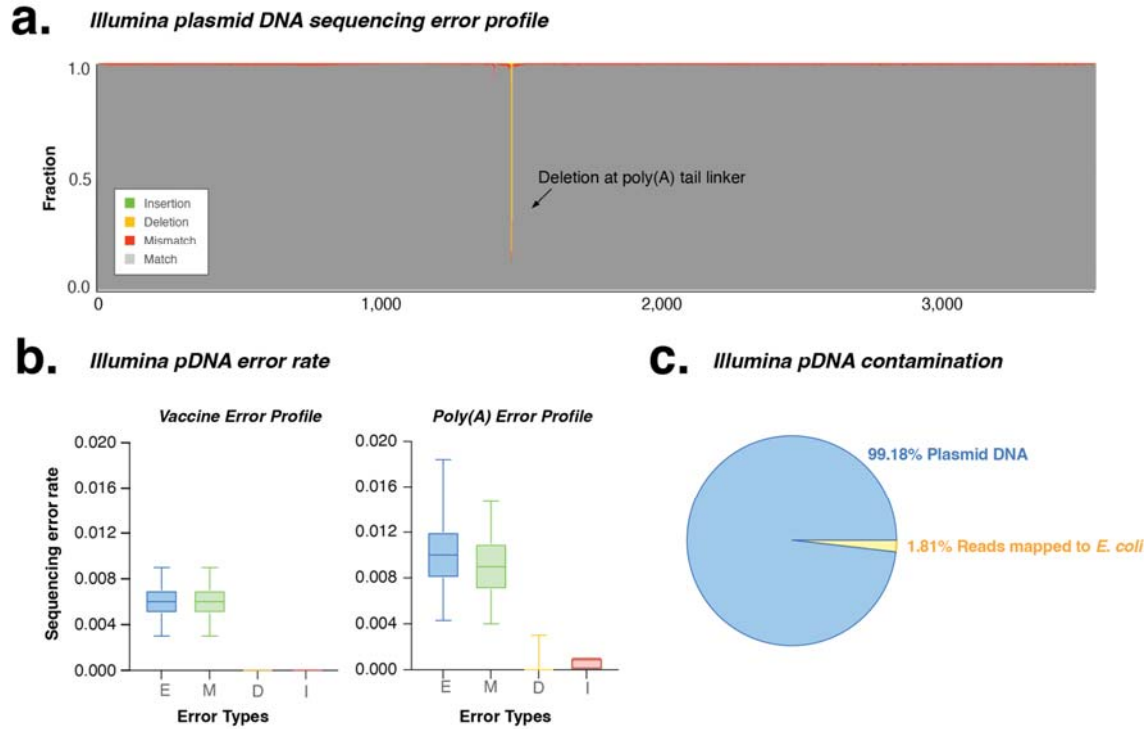 a. Illumina plasmid DNA sequencing error profile
1.0
0.5
0.0
Fraction
Deletion at poly(A) tail linker
Insertion
Deletion
Mismatch
Match
0 1,000 2,000 3,000
b. Illumina pDNA error rate
Vaccine Error Profile
Sequencing error rate
0.020
0.016
0.012
0.008
0.004
0.000
E M D I
Error Types
Poly(A) Error Profile
0.020
0.016
0.012
0.008
0.004
0.000
E M D I
Error Types
c. Illumina pDNA contamination
99.18% Plasmid DNA
1.81% Reads mapped to E. coli